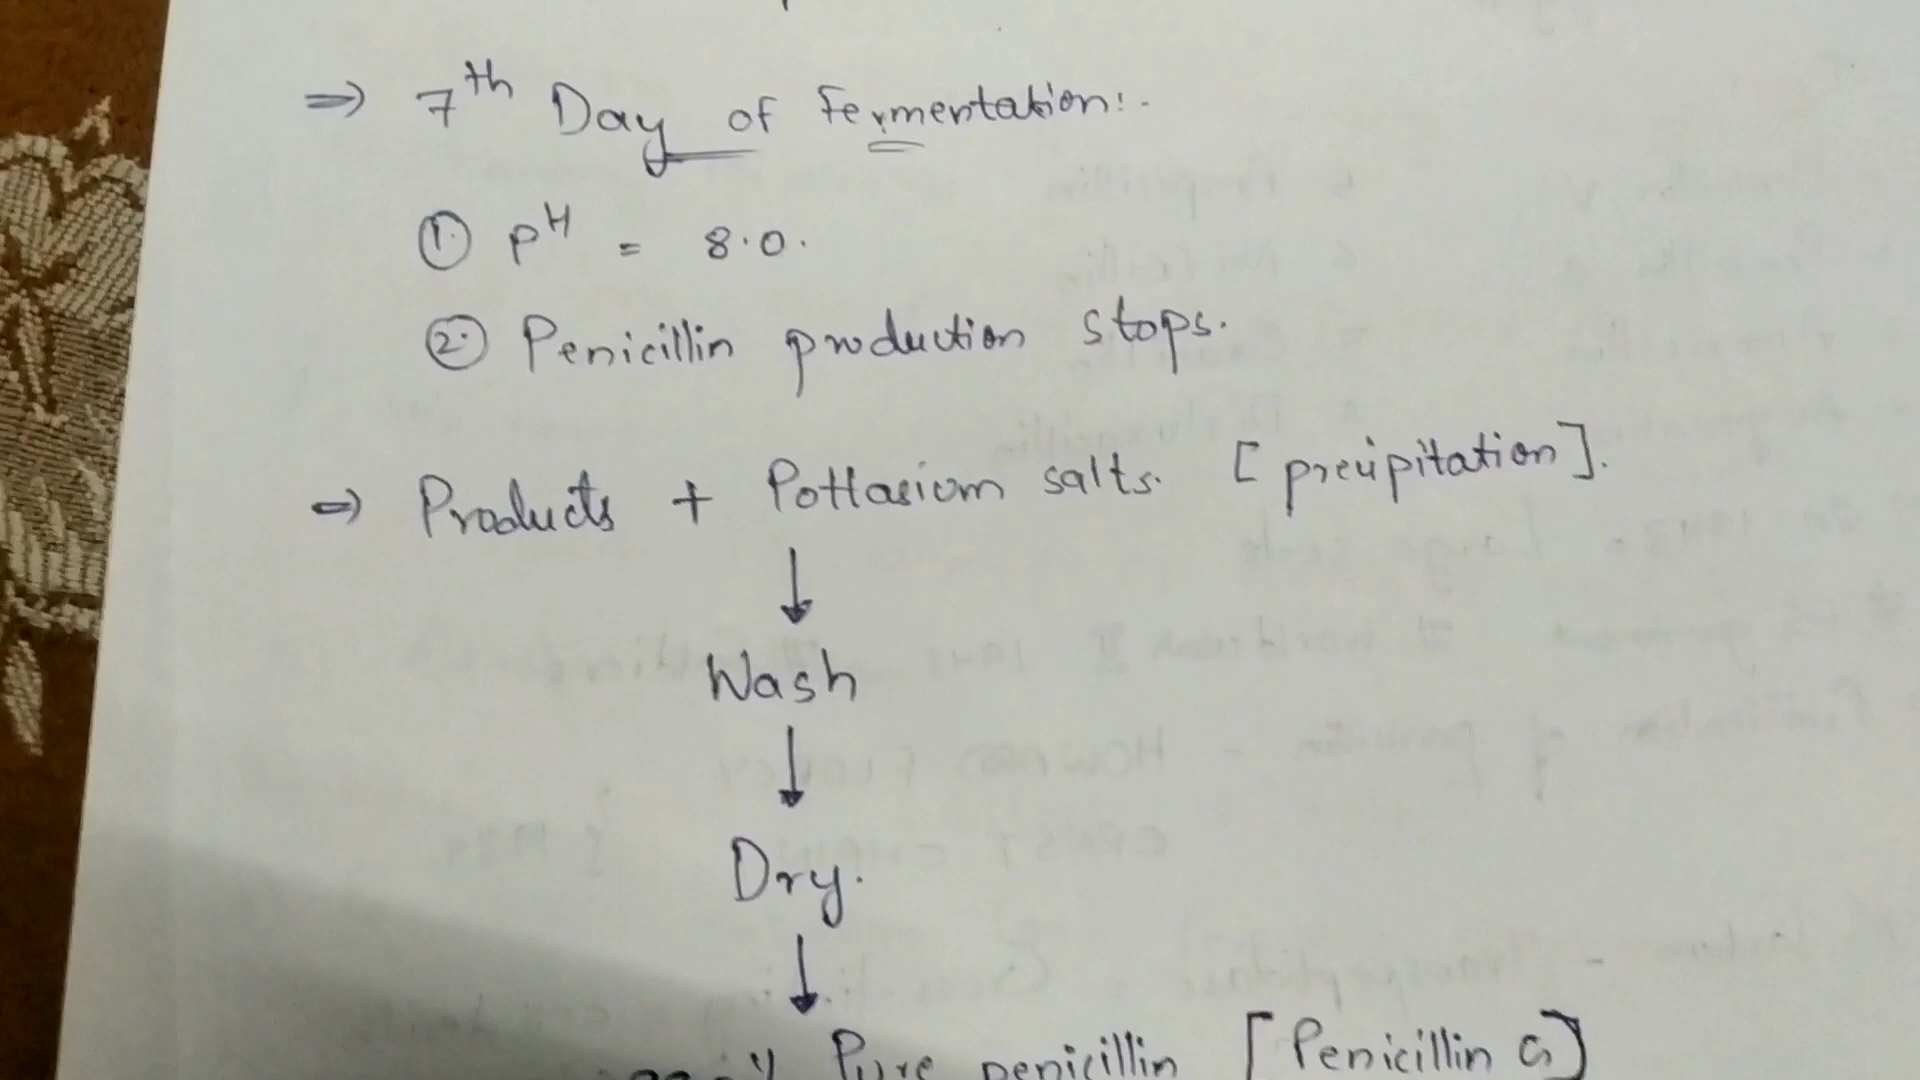 ⇒ 7th Day of Fermentation:-
① pH = 8.0.
② Penicillin production stops.
⇒ Products + Pottasium salts. [precipitation].
↓
Wash
↓
Dry.
↓
Pure penicillin [Penicillin G]